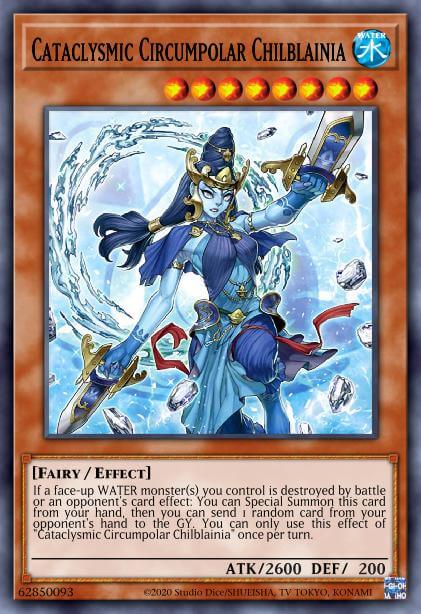 Cataclysmic Circumpolar Chilblainia
WATER
水
[Fairy / Effect]
If a face-up WATER monster(s) you control is destroyed by battle
or an opponent's card effect: You can Special Summon this card
from your hand, then you can send 1 random card from your
opponent's hand to the GY. You can only use this effect of
"Cataclysmic Circumpolar Chilblainia" once per turn.
ATK/2600 DEF/ 200
62850093
©2020 Studio Dice/SHUEISHA, TV TOKYO, KONAMI